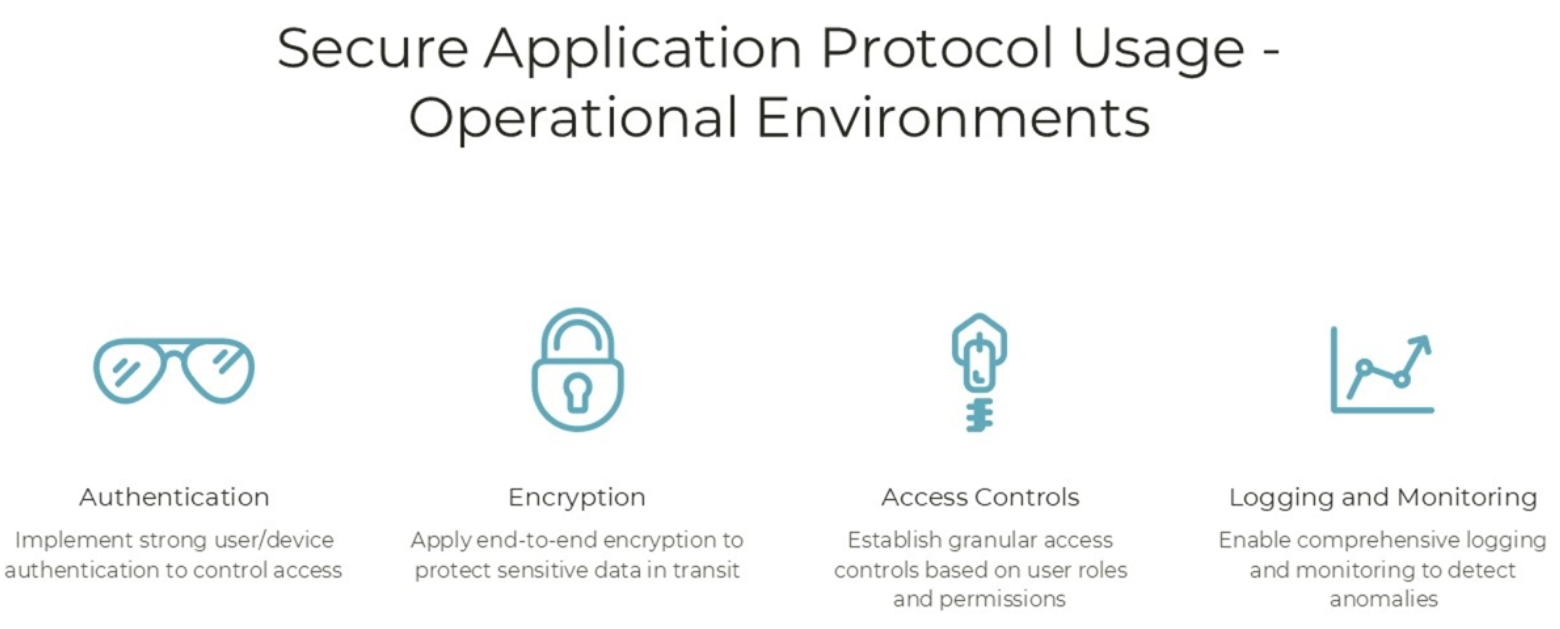 Secure Application Protocol Usage -
Operational Environments
Authentication
Implement strong user/device
authentication to control access
Encryption
Apply end-to-end encryption to
protect sensitive data in transit
Access Controls
Establish granular access
controls based on user roles
and permissions
Logging and Monitoring
Enable comprehensive logging
and monitoring to detect
anomalies